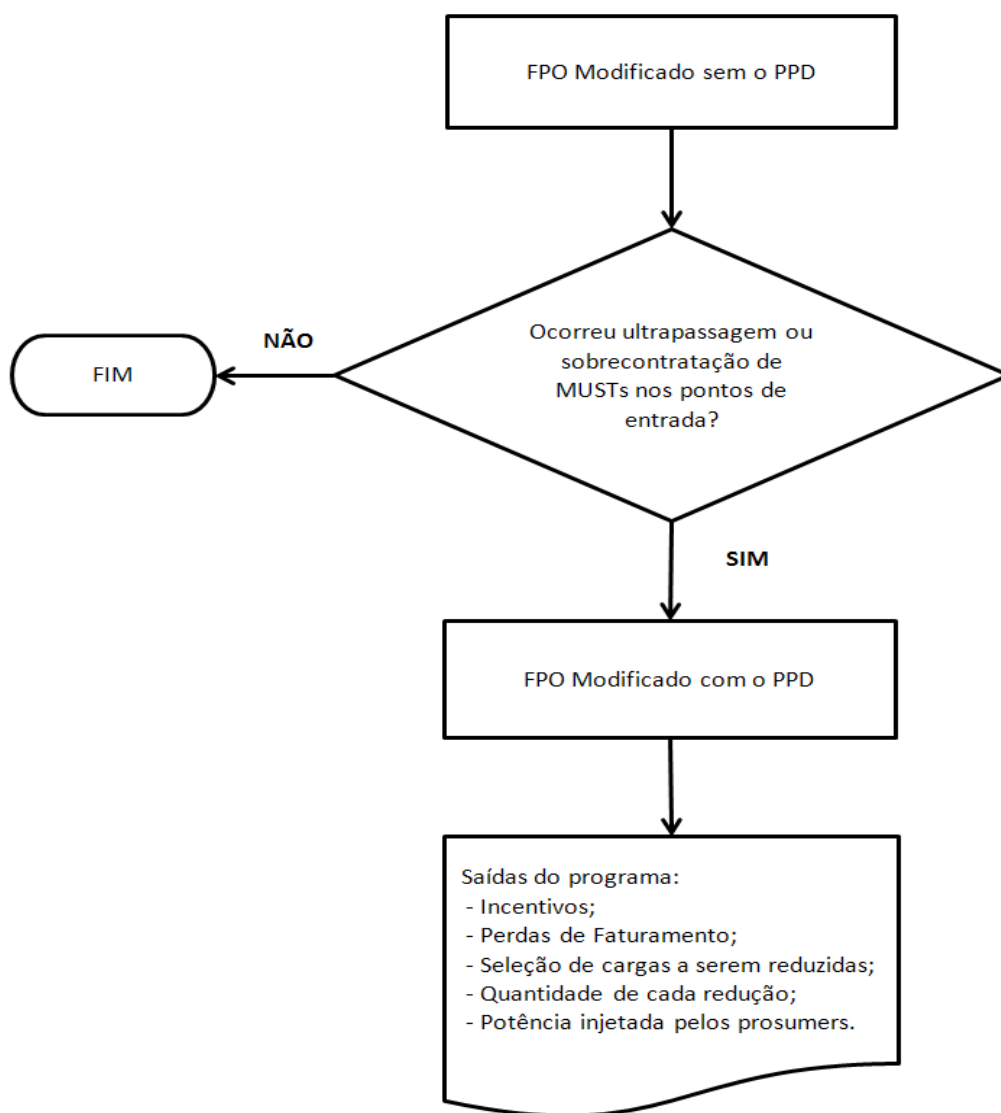 FPO Modificado sem o PPD
Ocorreu ultrapassagem ou
sobrecontratação de
MUSTs nos pontos de
entrada?
NÃO
FIM
SIM
FPO Modificado com o PPD
Saídas do programa:
- Incentivos;
- Perdas de Faturamento;
- Seleção de cargas a serem reduzidas;
- Quantidade de cada redução;
- Potência injetada pelos prosumers.